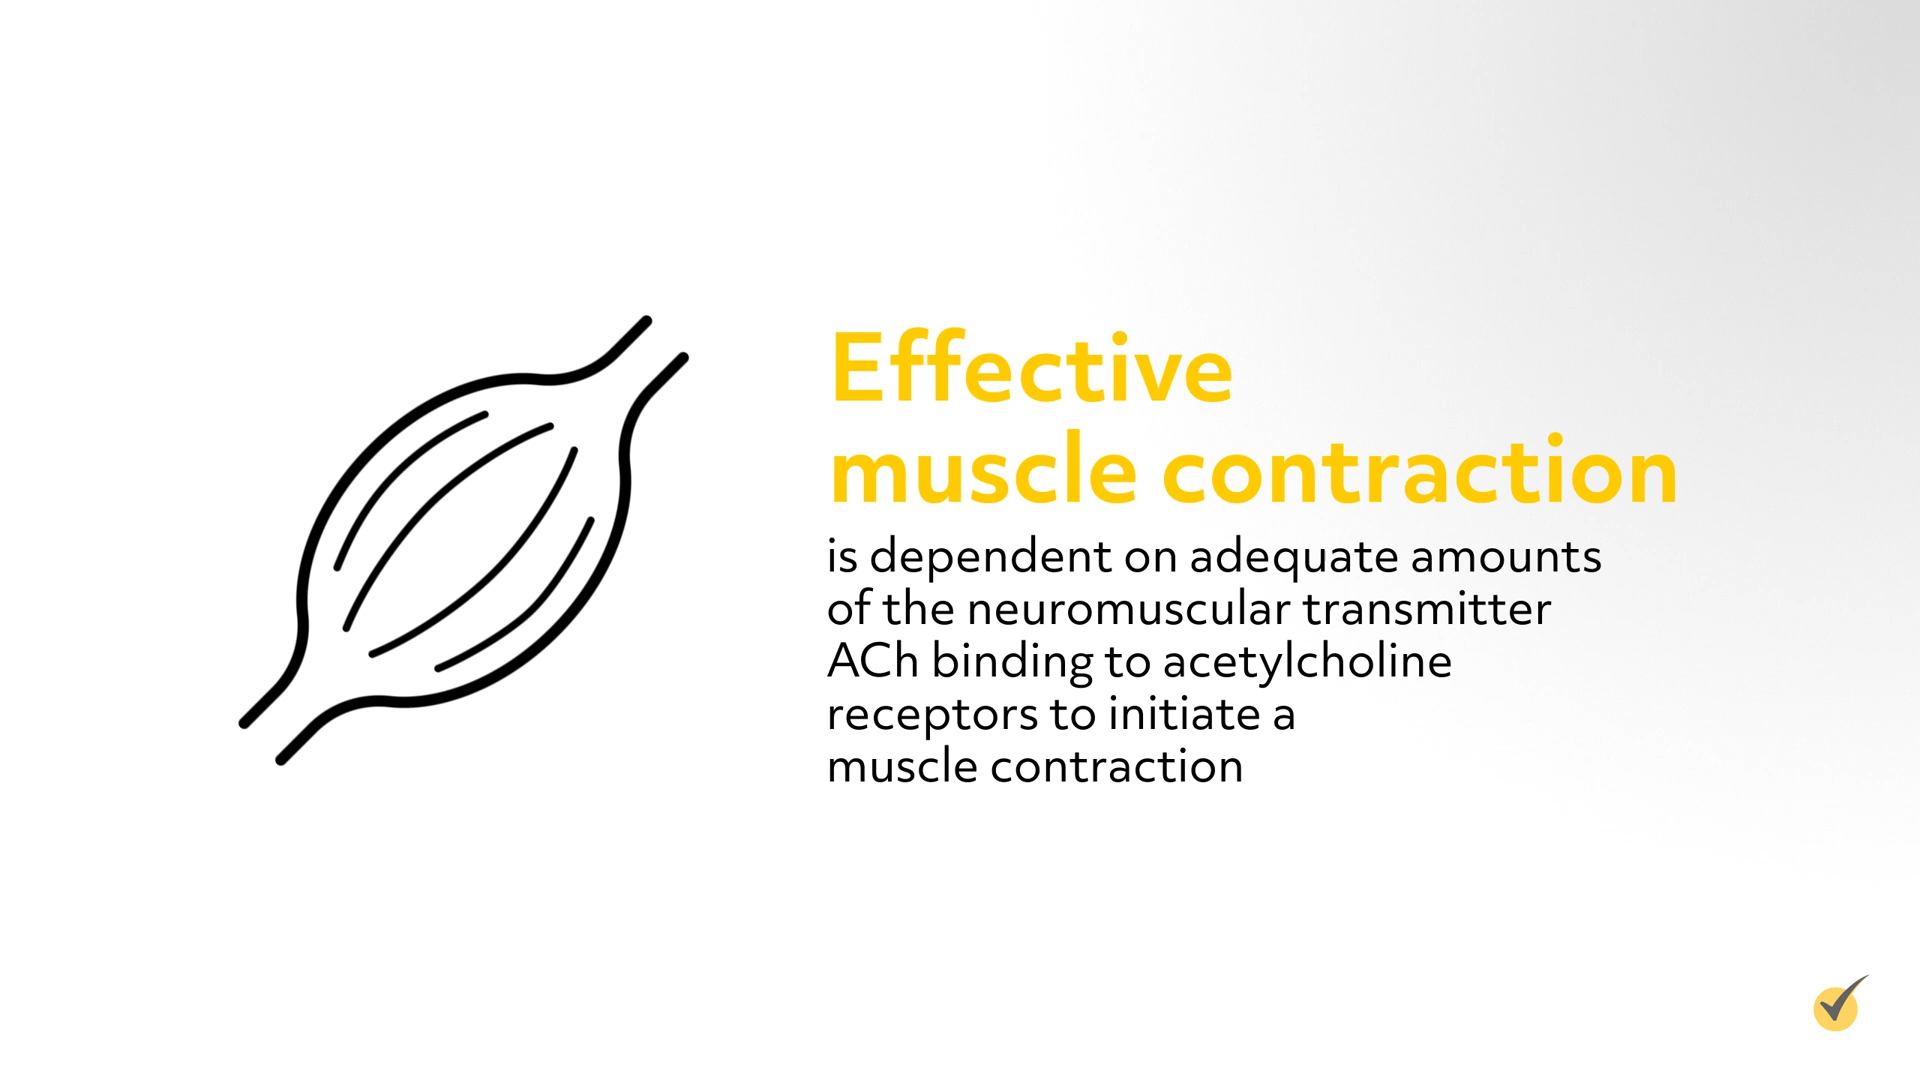 Effective
muscle contraction
is dependent on adequate amounts
of the neuromuscular transmitter
ACh binding to acetylcholine
receptors to initiate a
muscle contraction